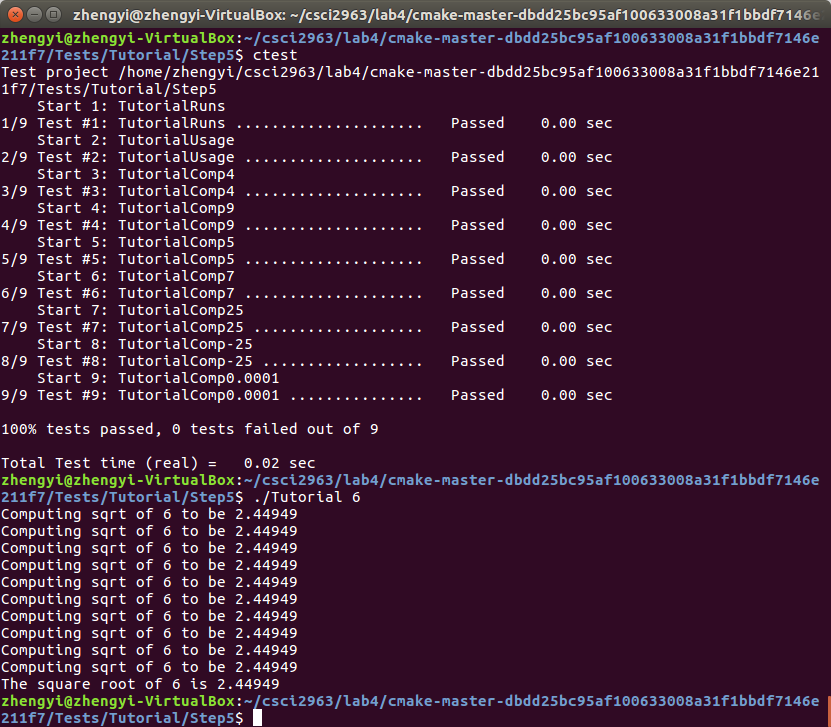 zhengyi@zhengyi-VirtualBox: ~/csci2963/lab4/cmake-master-dbdd25bc95af100633008a31f1bbdf7146e
zhengyi@zhengyi-VirtualBox:~/csci2963/lab4/cmake-master-dbdd25bc95af100633008a31f1bbdf7146e
211f7/Tests/Tutorial/Step5$ ctest
Test project /home/zhengyi/csci2963/lab4/cmake-master-dbdd25bc95af100633008a31f1bbdf7146e21
1f7/Tests/Tutorial/Step5
    Start 1: TutorialRuns
1/9 Test #1: TutorialRuns .....................   Passed    0.00 sec
    Start 2: TutorialUsage
2/9 Test #2: TutorialUsage ....................   Passed    0.00 sec
    Start 3: TutorialComp4
3/9 Test #3: TutorialComp4 ....................   Passed    0.00 sec
    Start 4: TutorialComp9
4/9 Test #4: TutorialComp9 ....................   Passed    0.00 sec
    Start 5: TutorialComp5
5/9 Test #5: TutorialComp5 ....................   Passed    0.00 sec
    Start 6: TutorialComp7
6/9 Test #6: TutorialComp7 ....................   Passed    0.00 sec
    Start 7: TutorialComp25
7/9 Test #7: TutorialComp25 ...................   Passed    0.00 sec
    Start 8: TutorialComp-25
8/9 Test #8: TutorialComp-25 ..................   Passed    0.00 sec
    Start 9: TutorialComp0.0001
9/9 Test #9: TutorialComp0.0001 ...............   Passed    0.00 sec

100% tests passed, 0 tests failed out of 9

Total Test time (real) =   0.02 sec
zhengyi@zhengyi-VirtualBox:~/csci2963/lab4/cmake-master-dbdd25bc95af100633008a31f1bbdf7146e
211f7/Tests/Tutorial/Step5$ ./Tutorial 6
Computing sqrt of 6 to be 2.44949
Computing sqrt of 6 to be 2.44949
Computing sqrt of 6 to be 2.44949
Computing sqrt of 6 to be 2.44949
Computing sqrt of 6 to be 2.44949
Computing sqrt of 6 to be 2.44949
Computing sqrt of 6 to be 2.44949
Computing sqrt of 6 to be 2.44949
Computing sqrt of 6 to be 2.44949
Computing sqrt of 6 to be 2.44949
The square root of 6 is 2.44949
zhengyi@zhengyi-VirtualBox:~/csci2963/lab4/cmake-master-dbdd25bc95af100633008a31f1bbdf7146e
211f7/Tests/Tutorial/Step5$